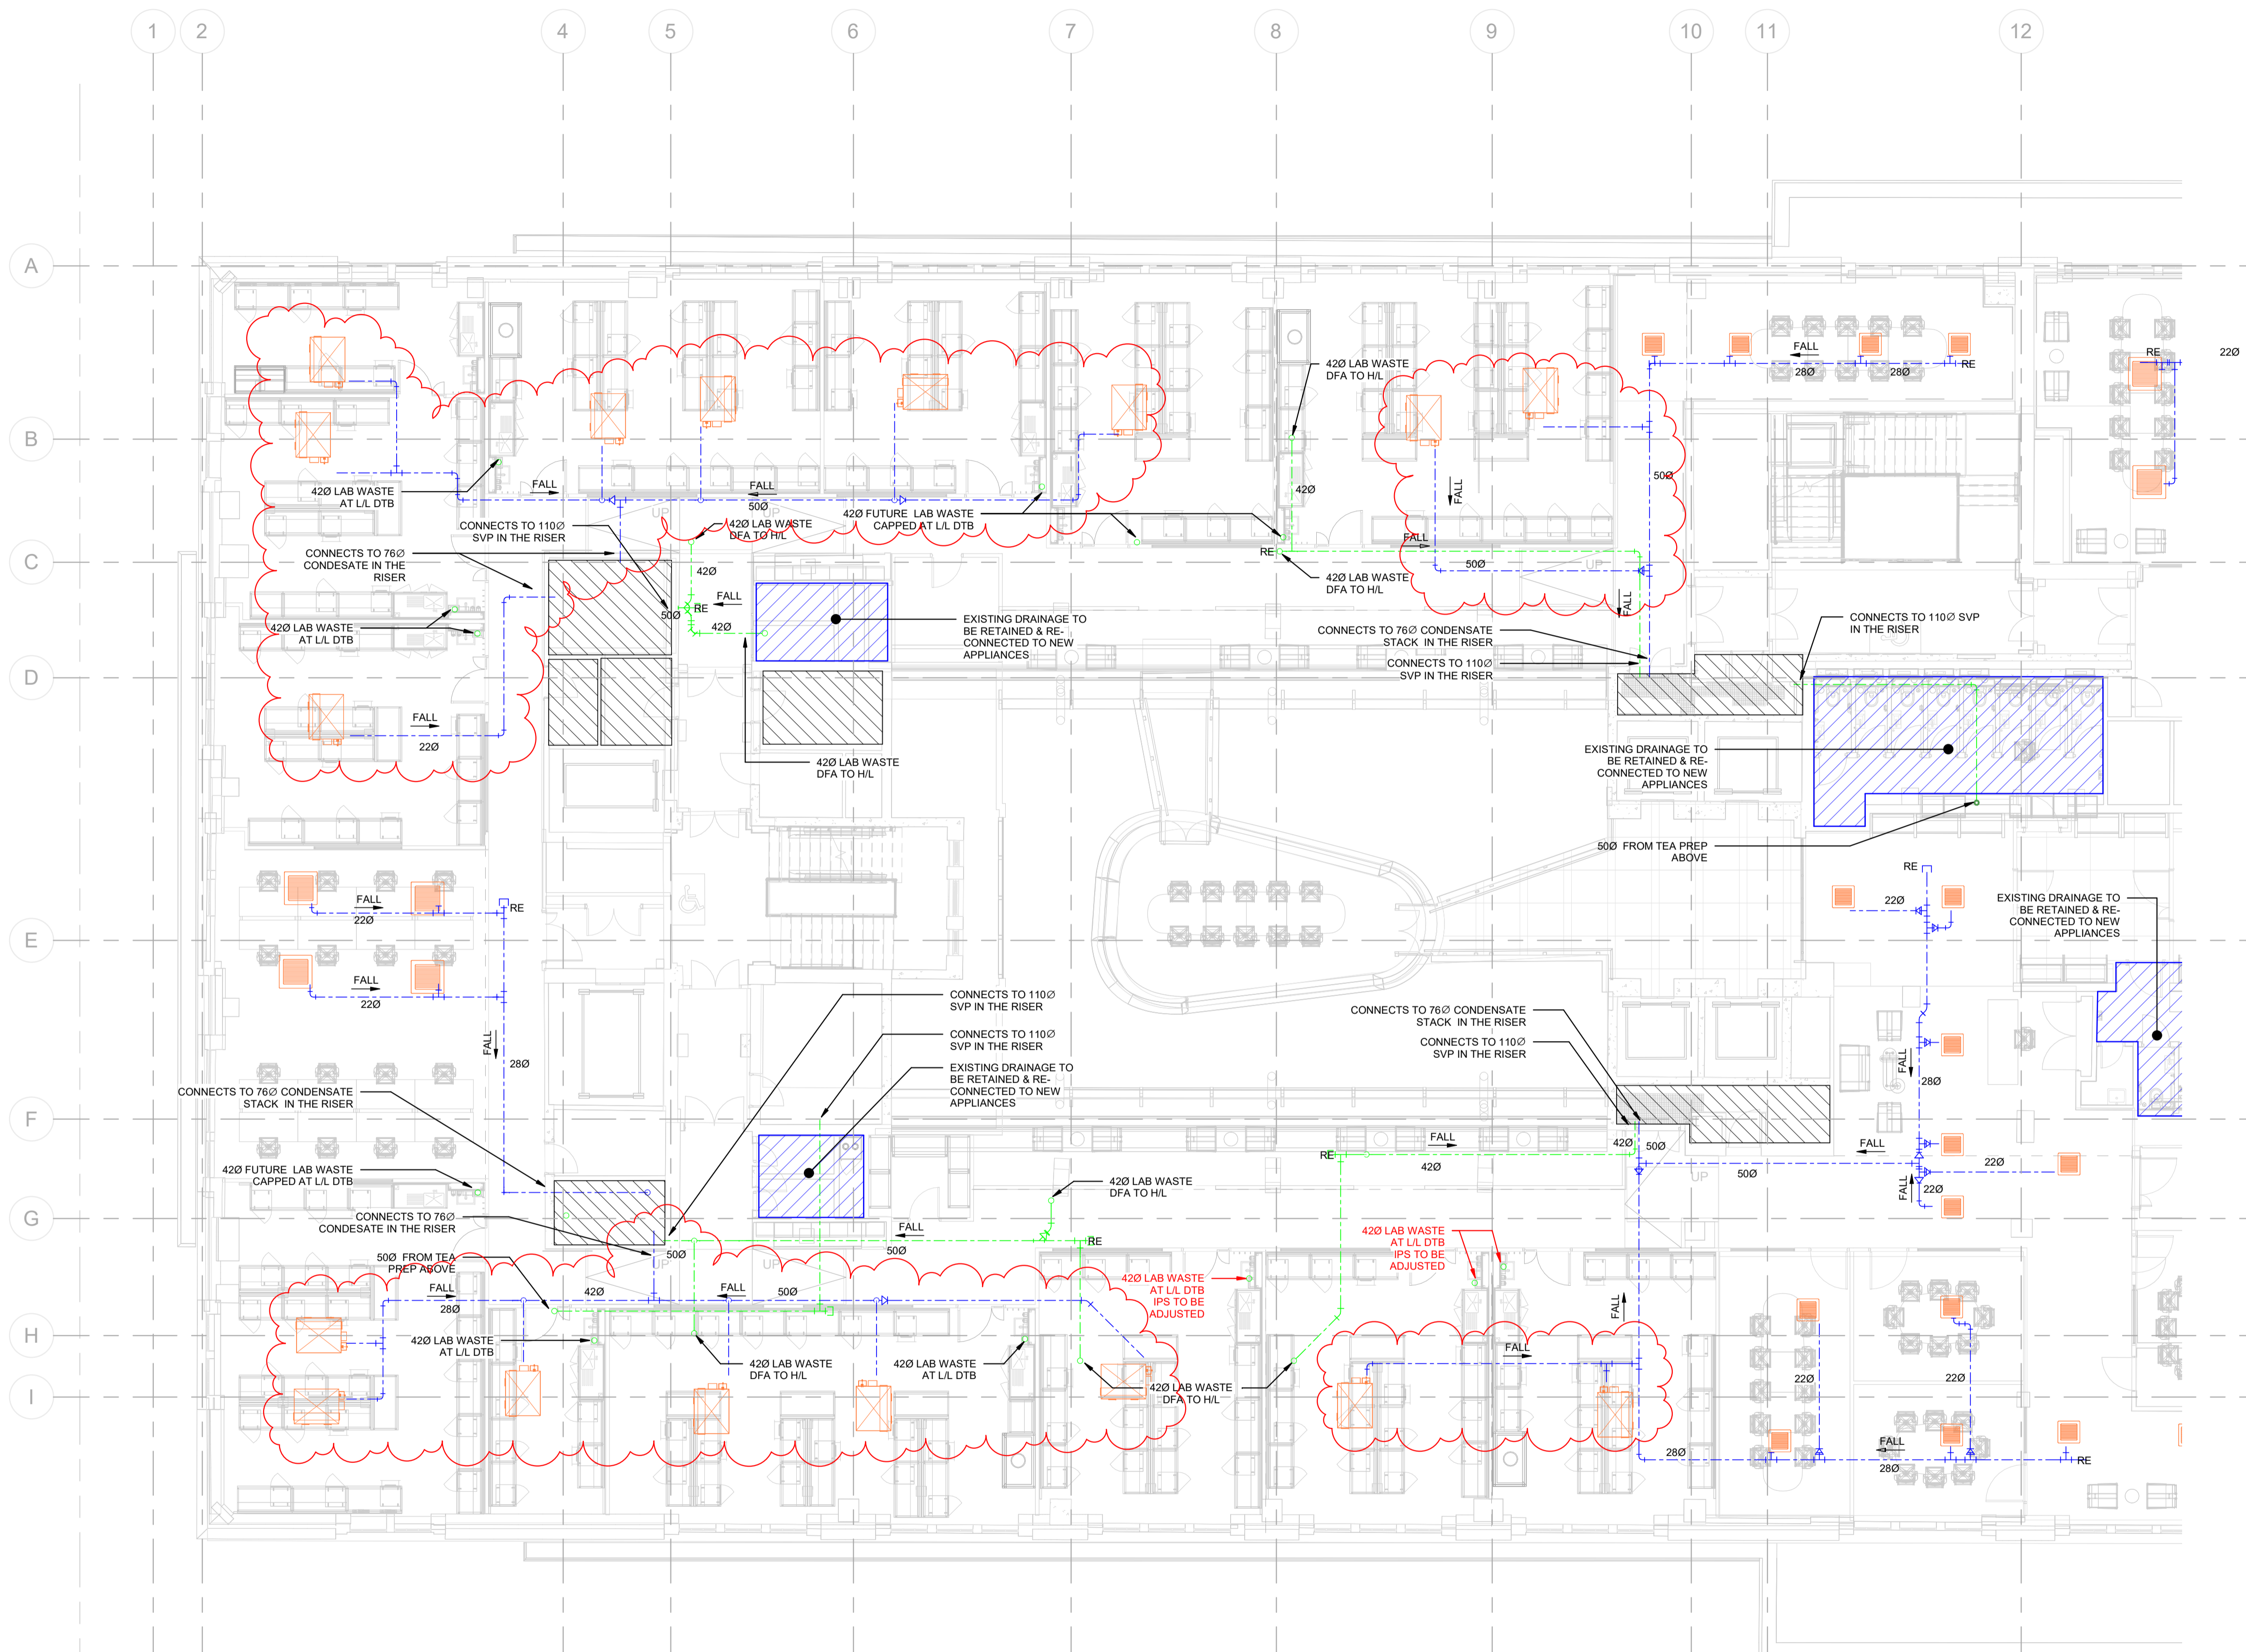 1 2 4 5 6 7 8 9 10 11 12
A
FALL
28Ø 28Ø
RE
RE
22Ø
42Ø LAB WASTE
DFA TO H/L
B
42Ø LAB WASTE
AT L/L DTB
FALL
FALL
50Ø
42Ø
FALL
50Ø
CONNECTS TO 110Ø
SVP IN THE RISER
UP
UP
42Ø LAB WASTE
DFA TO H/L
42Ø FUTURE LAB WASTE
CAPPED AT L/L DTB
FALL
RE
C
CONNECTS TO 76Ø
CONDESATE IN THE
RISER
42Ø
50Ø
UP
42Ø LAB WASTE
DFA TO H/L
42Ø LAB WASTE
AT L/L DTB
50Ø
RE
FALL
42Ø
EXISTING DRAINAGE TO
BE RETAINED & RE-
CONNECTED TO NEW
APPLIANCES
FALL
CONNECTS TO 76Ø CONDENSATE
STACK IN THE RISER
CONNECTS TO 110Ø
SVP IN THE RISER
CONNECTS TO 110Ø SVP
IN THE RISER
D
FALL
22Ø
42Ø LAB WASTE
DFA TO H/L
EXISTING DRAINAGE TO
BE RETAINED & RE-
CONNECTED TO NEW
APPLIANCES
50Ø FROM TEA PREP
ABOVE
RE
FALL
22Ø
RE
22Ø
EXISTING DRAINAGE TO
BE RETAINED & RE-
CONNECTED TO NEW
APPLIANCES
E
FALL
22Ø
FALL
28Ø
CONNECTS TO 110Ø
SVP IN THE RISER
CONNECTS TO 110Ø
SVP IN THE RISER
EXISTING DRAINAGE TO
BE RETAINED & RE-
CONNECTED TO NEW
APPLIANCES
CONNECTS TO 76Ø CONDENSATE
STACK IN THE RISER
CONNECTS TO 110Ø
SVP IN THE RISER
FALL
28Ø
CONNECTS TO 76Ø CONDENSATE
STACK IN THE RISER
F
FALL
RE
42Ø
42Ø
50Ø
FALL
50Ø
22Ø
UP
FALL
22Ø
42Ø FUTURE LAB WASTE
CAPPED AT L/L DTB
42Ø LAB WASTE
DFA TO H/L
G
CONNECTS TO 76Ø
CONDESATE IN THE RISER
FALL
50Ø
50Ø
RE
42Ø LAB WASTE
AT L/L DTB
IPS TO BE
ADJUSTED
50Ø FROM TEA
PREP ABOVE
UP
UP
42Ø LAB WASTE
AT L/L DTB
IPS TO BE
ADJUSTED
FALL
28Ø
42Ø
FALL
50Ø
FALL
H
42Ø LAB WASTE
AT L/L DTB
42Ø LAB WASTE
DFA TO H/L
42Ø LAB WASTE
AT L/L DTB
FALL
42Ø LAB WASTE
DFA TO H/L
22Ø
22Ø
I
28Ø
FALL
28Ø
RE